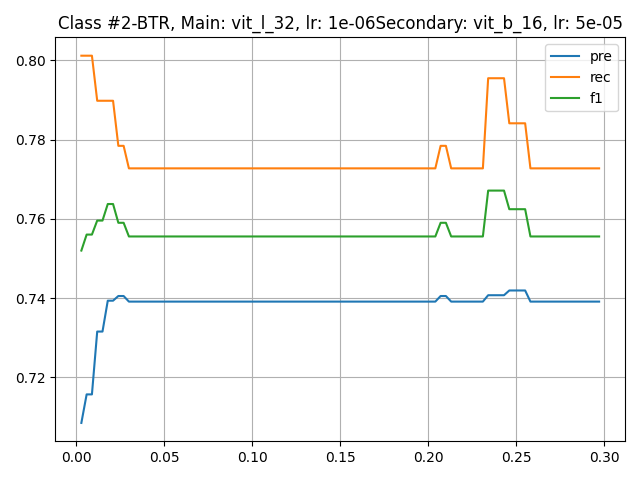 Class #2-BTR, Main: vit_l_32, lr: 1e-06Secondary: vit_b_16, lr: 5e-05
pre
rec
f1
0.80
0.78
0.76
0.74
0.72
0.00 0.05 0.10 0.15 0.20 0.25 0.30